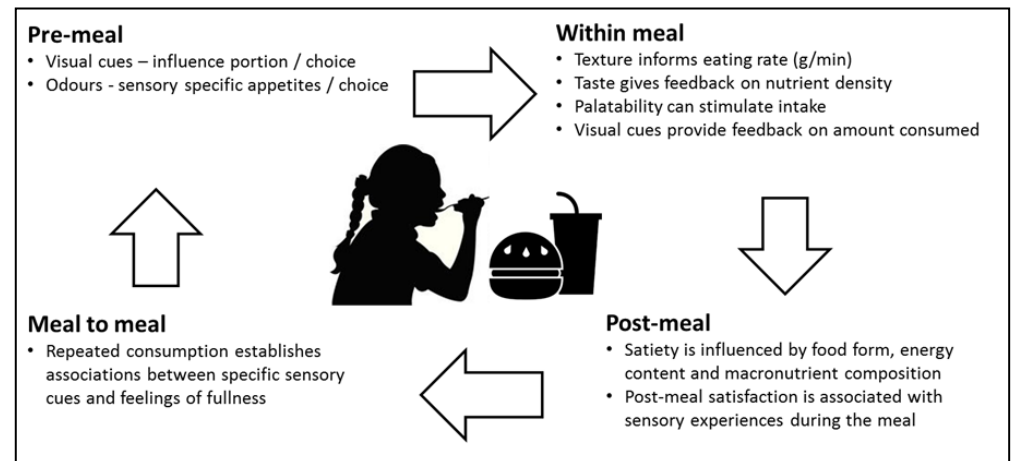 Pre-meal
• Visual cues – influence portion / choice
• Odours - sensory specific appetites / choice
Within meal
• Texture informs eating rate (g/min)
• Taste gives feedback on nutrient density
• Palatability can stimulate intake
• Visual cues provide feedback on amount consumed
Post-meal
• Satiety is influenced by food form, energy
content and macronutrient composition
• Post-meal satisfaction is associated with
sensory experiences during the meal
Meal to meal
• Repeated consumption establishes
associations between specific sensory
cues and feelings of fullness